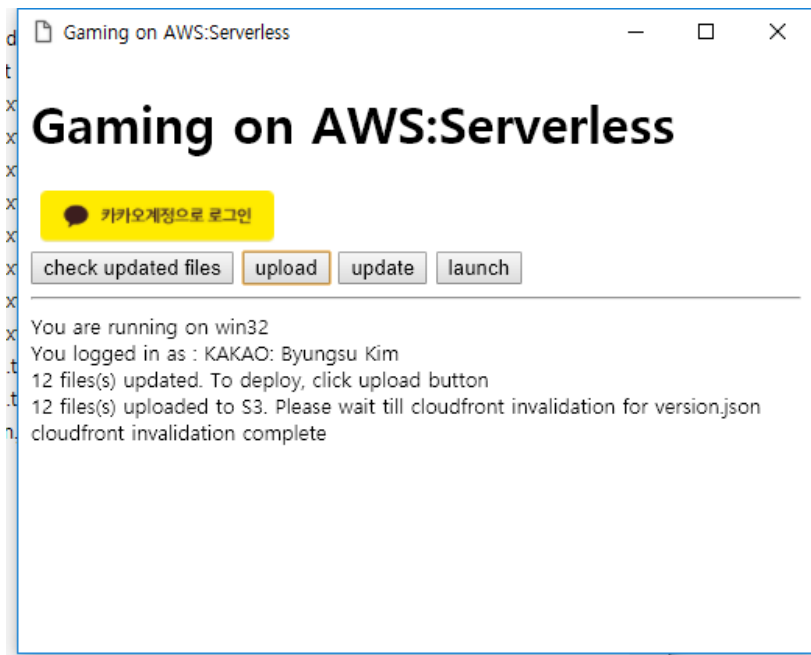 Gaming on AWS:Serverless
Gaming on AWS:Serverless
카카오계정으로 로그인
check updated files upload update launch
You are running on win32
You logged in as : KAKAO: Byungsu Kim
12 files(s) updated. To deploy, click upload button
12 files(s) uploaded to S3. Please wait till cloudfront invalidation for version.json
cloudfront invalidation complete